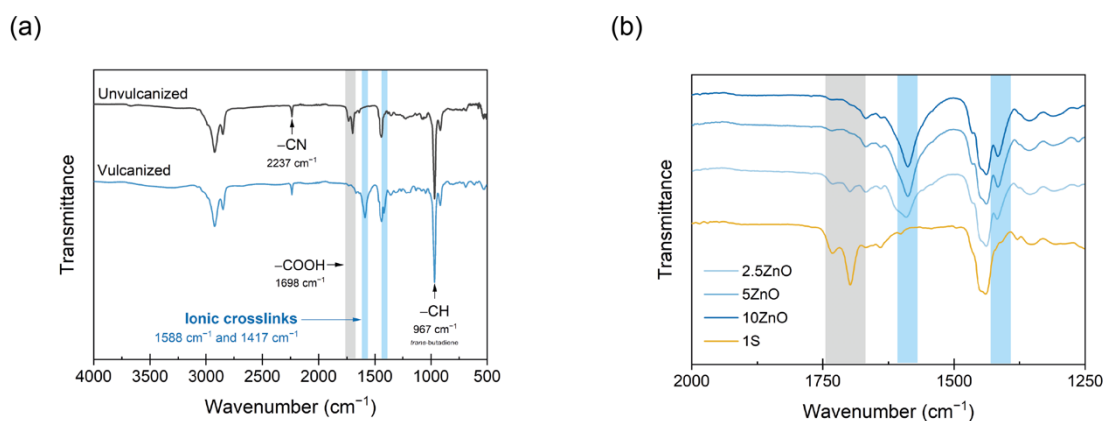 (a)
Unvulcanized
–CN
2237 cm⁻¹
Vulcanized
–COOH
1698 cm⁻¹
–CH
967 cm⁻¹
trans-butadiene
Ionic crosslinks
1588 cm⁻¹ and 1417 cm⁻¹
Transmittance
4000 3500 3000 2500 2000 1500 1000 500
Wavenumber (cm⁻¹)
(b)
Transmittance
2.5ZnO
5ZnO
10ZnO
1S
2000 1750 1500 1250
Wavenumber (cm⁻¹)